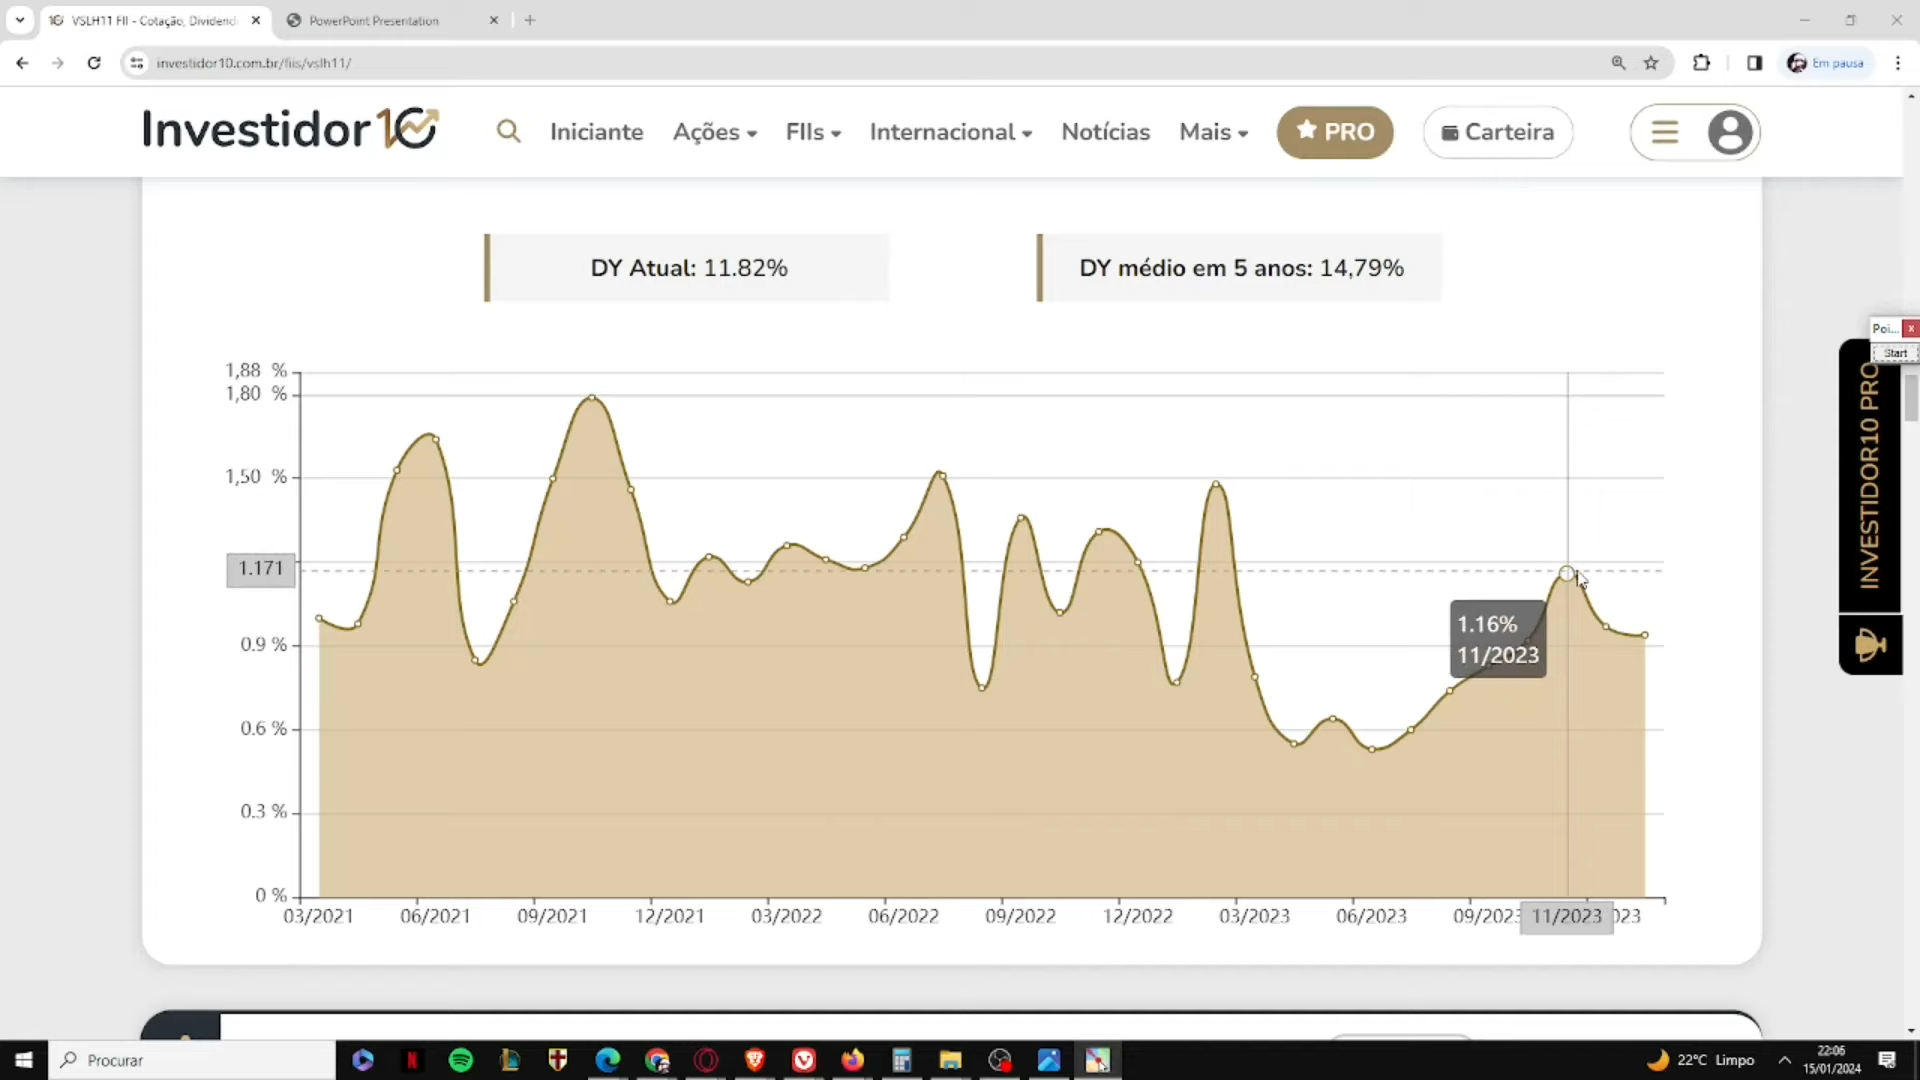 VSLH11 FII - Cotação, Dividend
PowerPoint Presentation
investidor10.com.br/fiis/vslh11/
Em pausa
Investidor 10
Iniciante
Ações
FIIs
Internacional
Notícias
Mais
PRO
Carteira
DY Atual: 11.82%
DY médio em 5 anos: 14,79%
Poi...
Start
INVESTIDOR10 PRO
1,88 %
1,80 %
1,50 %
1.171
0.9 %
0.6 %
0.3 %
0 %
1.16%
11/2023
03/2021
06/2021
09/2021
12/2021
03/2022
06/2022
09/2022
12/2022
03/2023
06/2023
09/2023
11/2023
023
Procurar
22°C Limpo
22:06
15/01/2024